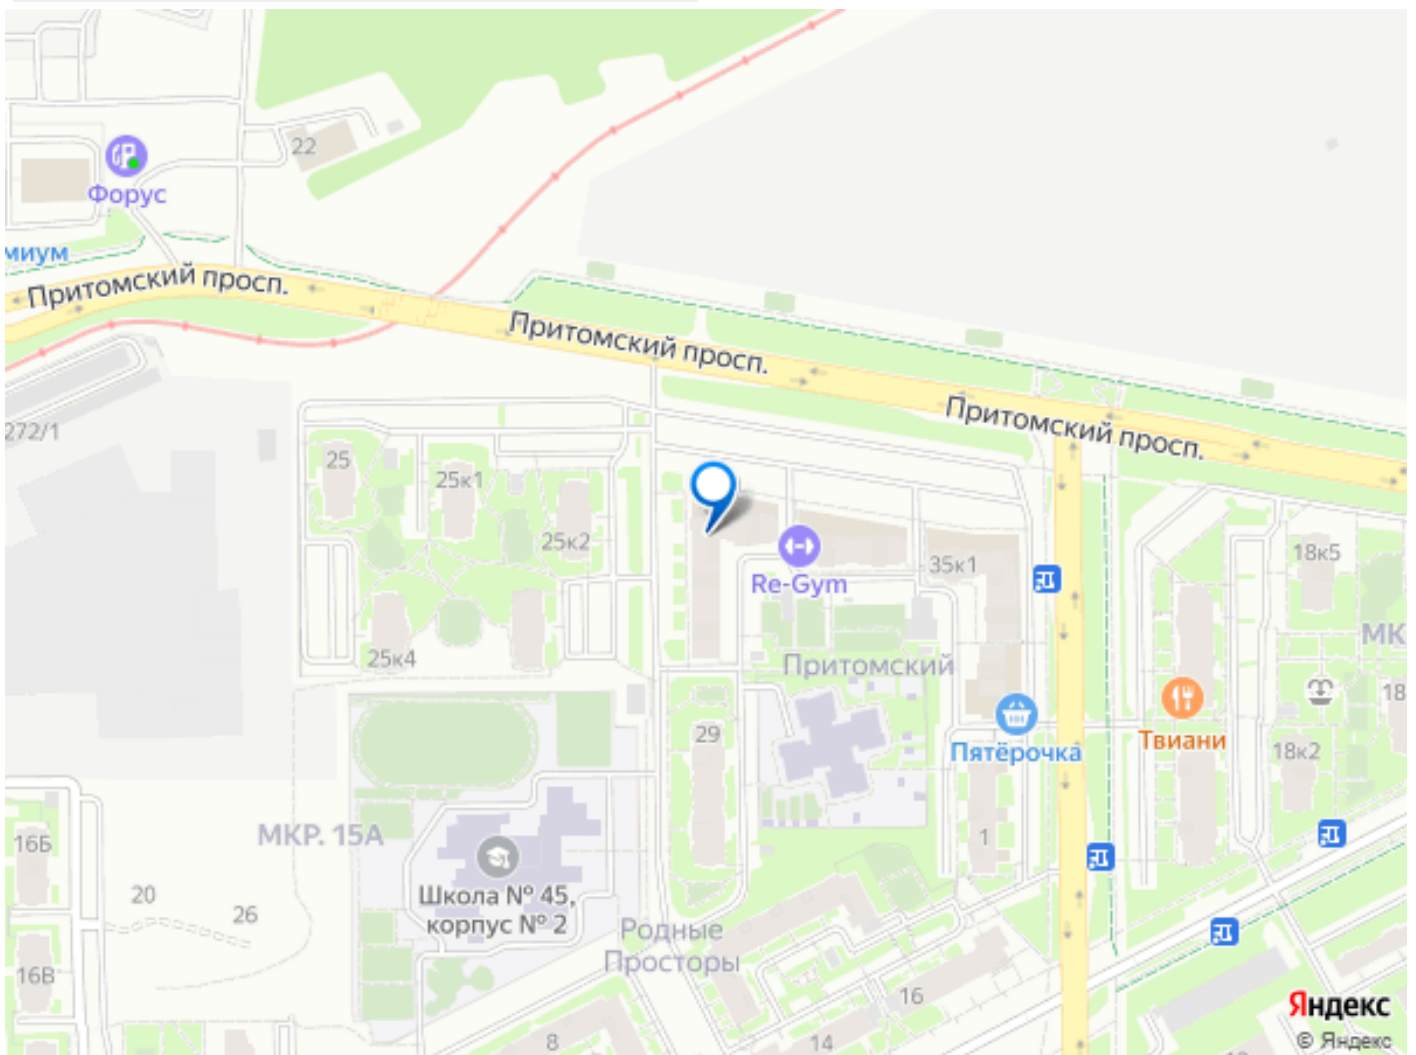 22
Форус
миум
Притомский просп.
Притомский просп.
Притомский просп.
272/1
25
25к1
25к2
25к4
Re-Gym
35к1
18к5
МК
Притомский
18
29
Пятёрочка
Твиани
18к2
МКР. 15А
16Б
1
Школа № 45,
корпус № 2
20
26
Родные
Просторы
16В
16
8
14
Яндекс
© Яндекс